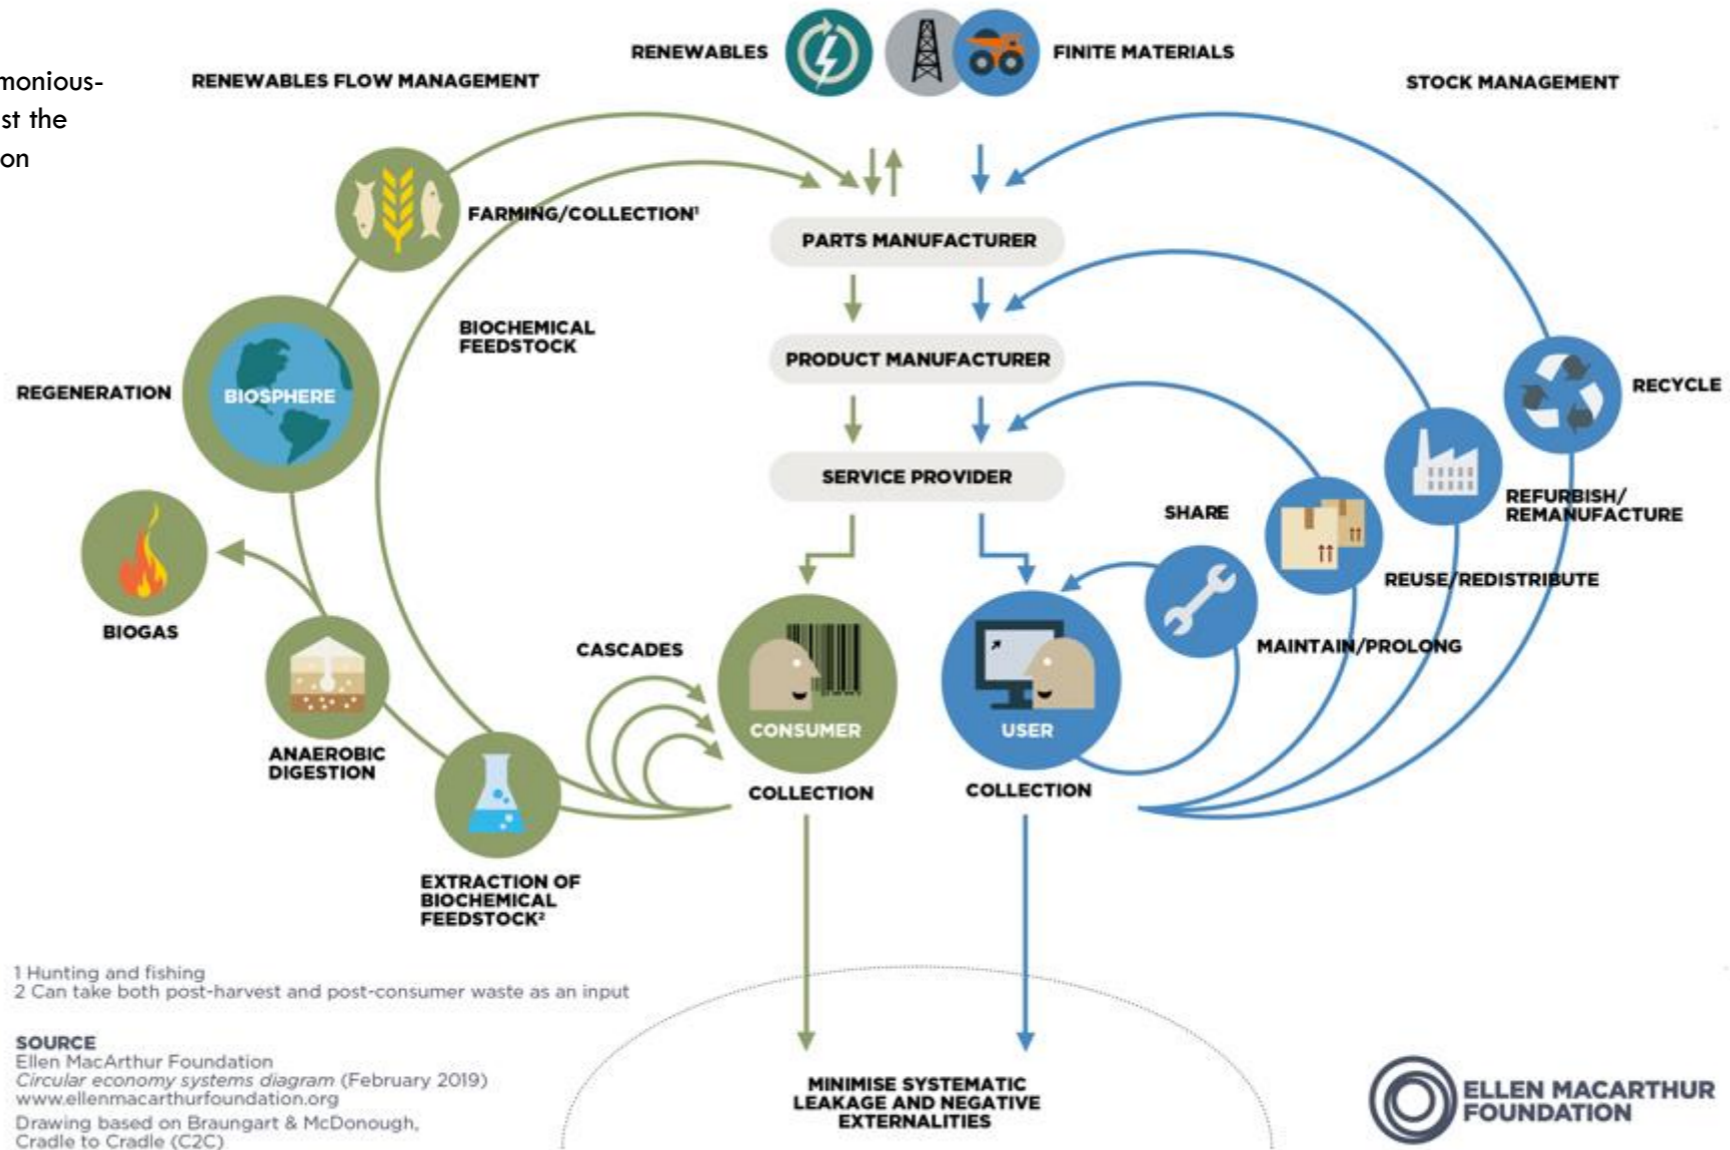 monious-
st the
on
RENEWABLES
FINITE MATERIALS
RENEWABLES FLOW MANAGEMENT
STOCK MANAGEMENT
FARMING/COLLECTION¹
PARTS MANUFACTURER
BIOCHEMICAL
FEEDSTOCK
PRODUCT MANUFACTURER
REGENERATION
BIOSPHERE
RECYCLE
SERVICE PROVIDER
SHARE
REFURBISH/
REMANUFACTURE
REUSE/REDISTRIBUTE
BIOGAS
CASCADES
MAINTAIN/PROLONG
CONSUMER
USER
ANAEROBIC
DIGESTION
COLLECTION
COLLECTION
EXTRACTION OF
BIOCHEMICAL
FEEDSTOCK²
1 Hunting and fishing
2 Can take both post-harvest and post-consumer waste as an input
SOURCE
Ellen MacArthur Foundation
Circular economy systems diagram (February 2019)
www.ellenmacarthurfoundation.org
Drawing based on Braungart & McDonough,
Cradle to Cradle (C2C)
MINIMISE SYSTEMATIC
LEAKAGE AND NEGATIVE
EXTERNALITIES
ELLEN MACARTHUR
FOUNDATION